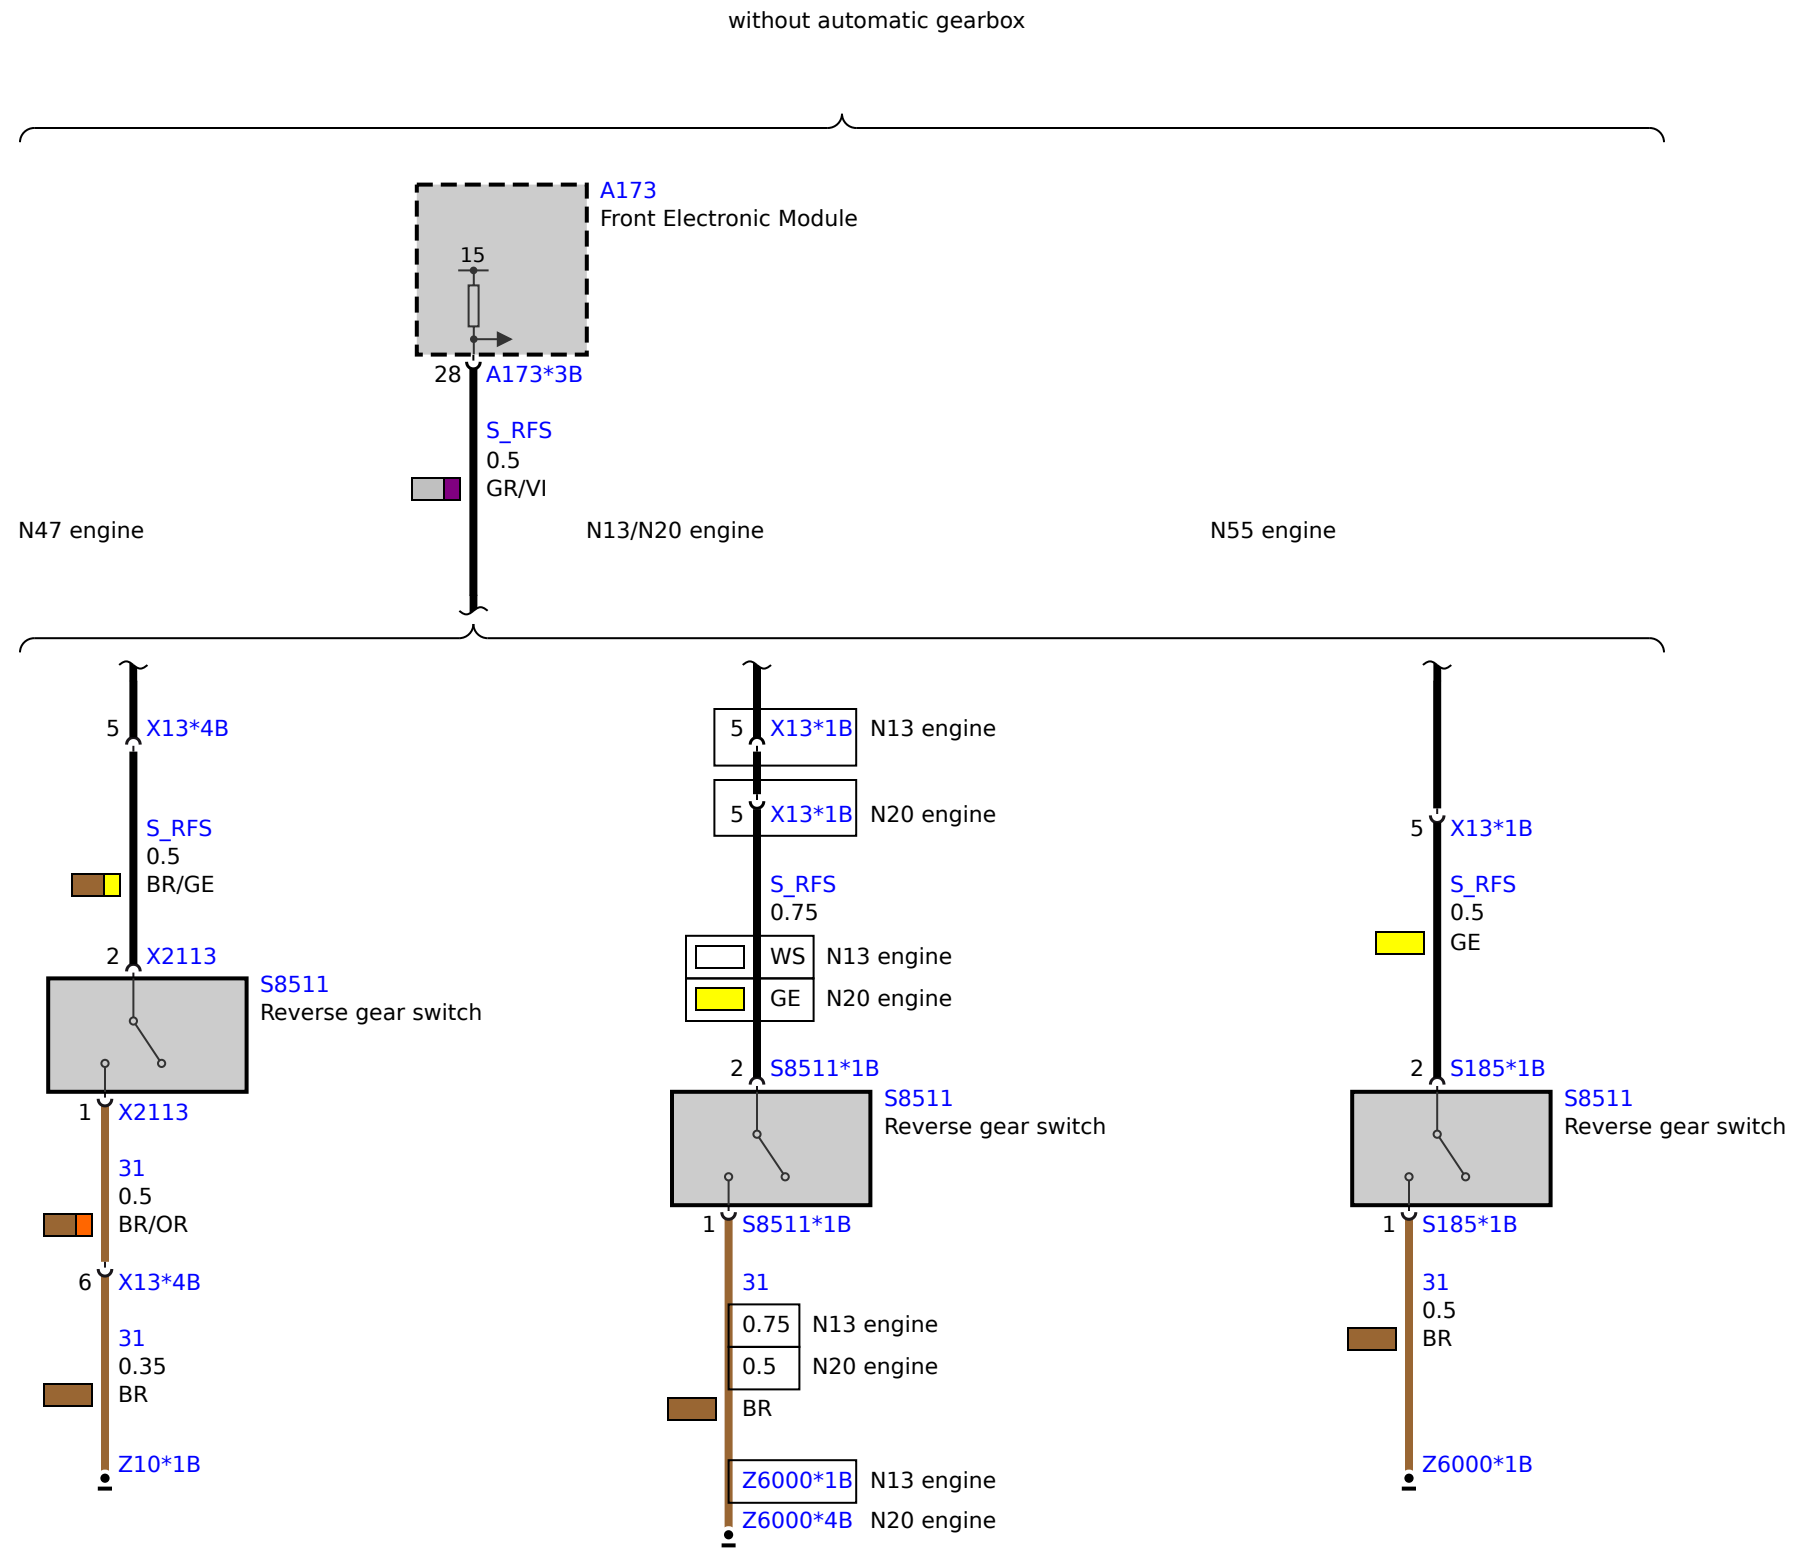 without automatic gearbox
A173
Front Electronic Module
15
28 A173*3B
S_RFS
0.5
GR/VI
N47 engine
N13/N20 engine
N55 engine
5 X13*4B
S_RFS
0.5
BR/GE
2 X2113
S8511
Reverse gear switch
1 X2113
31
0.5
BR/OR
6 X13*4B
31
0.35
BR
Z10*1B
5 X13*1B N13 engine
5 X13*1B N20 engine
S_RFS
0.75
WS N13 engine
GE N20 engine
2 S8511*1B
S8511
Reverse gear switch
1 S8511*1B
31
0.75 N13 engine
0.5 N20 engine
BR
Z6000*1B N13 engine
Z6000*4B N20 engine
5 X13*1B
S_RFS
0.5
GE
2 S185*1B
S8511
Reverse gear switch
1 S185*1B
31
0.5
BR
Z6000*1B